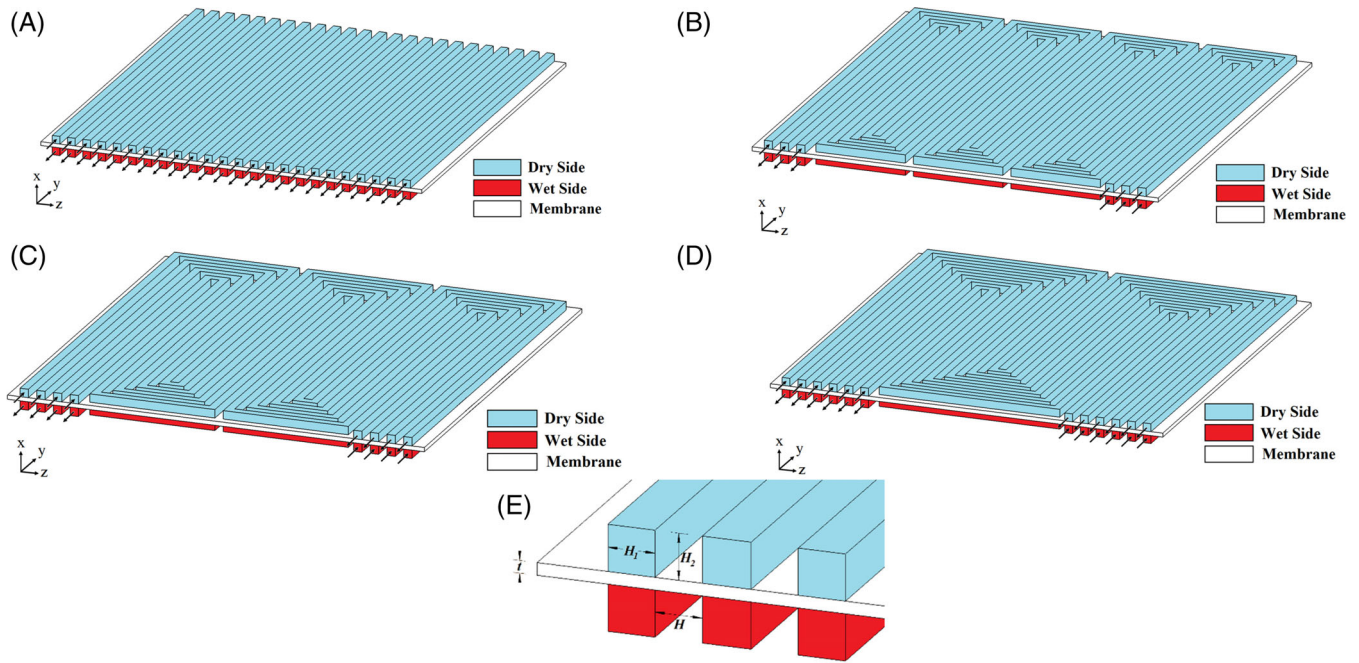 (A)
x
y
z
Dry Side
Wet Side
Membrane
(B)
x
y
z
Dry Side
Wet Side
Membrane
(C)
x
y
z
Dry Side
Wet Side
Membrane
(D)
x
y
z
Dry Side
Wet Side
Membrane
(E)
H1
H2
t
H